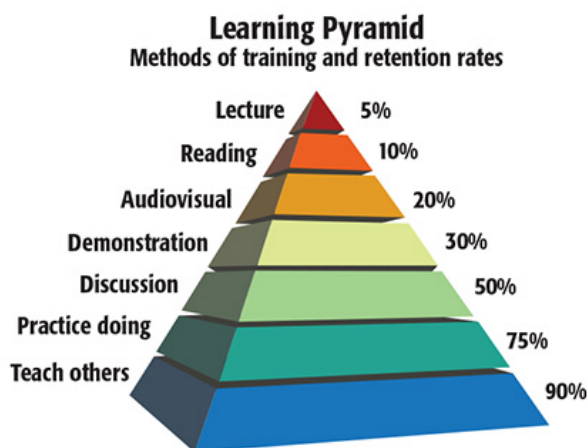 Learning Pyramid
Methods of training and retention rates
Lecture 5%
Reading 10%
Audiovisual 20%
Demonstration 30%
Discussion 50%
Practice doing 75%
Teach others 90%